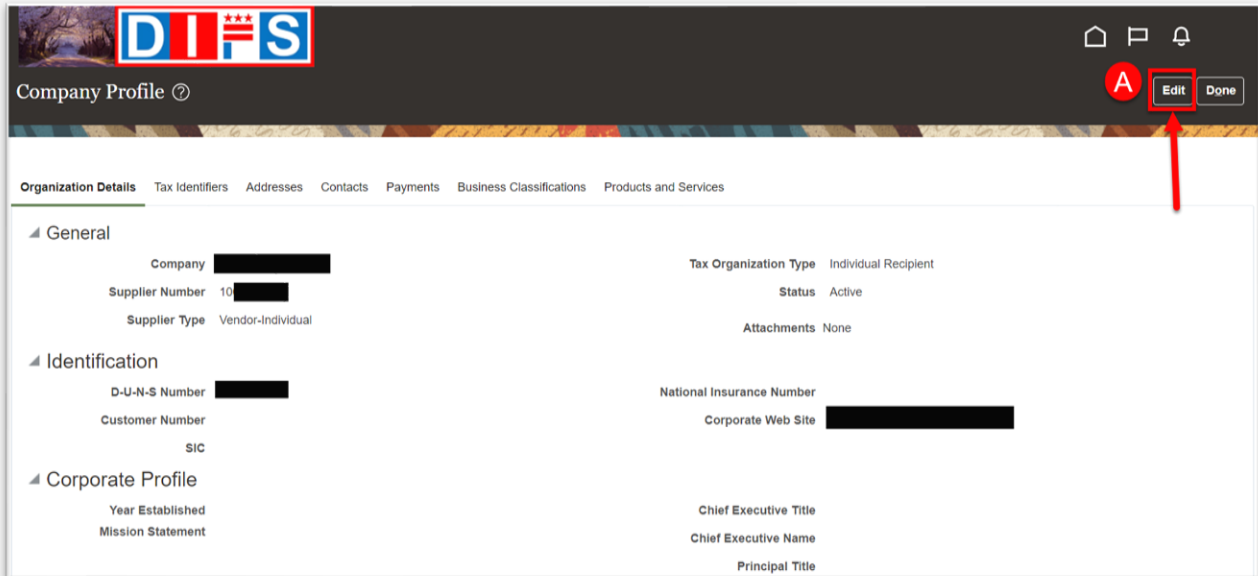 DIFS
Company Profile ?
A
Edit
Done
Organization Details Tax Identifiers Addresses Contacts Payments Business Classifications Products and Services
General
Company
Tax Organization Type Individual Recipient
Supplier Number 10
Status Active
Supplier Type Vendor-Individual
Attachments None
Identification
D-U-N-S Number
National Insurance Number
Customer Number
Corporate Web Site
SIC
Corporate Profile
Year Established
Chief Executive Title
Mission Statement
Chief Executive Name
Principal Title